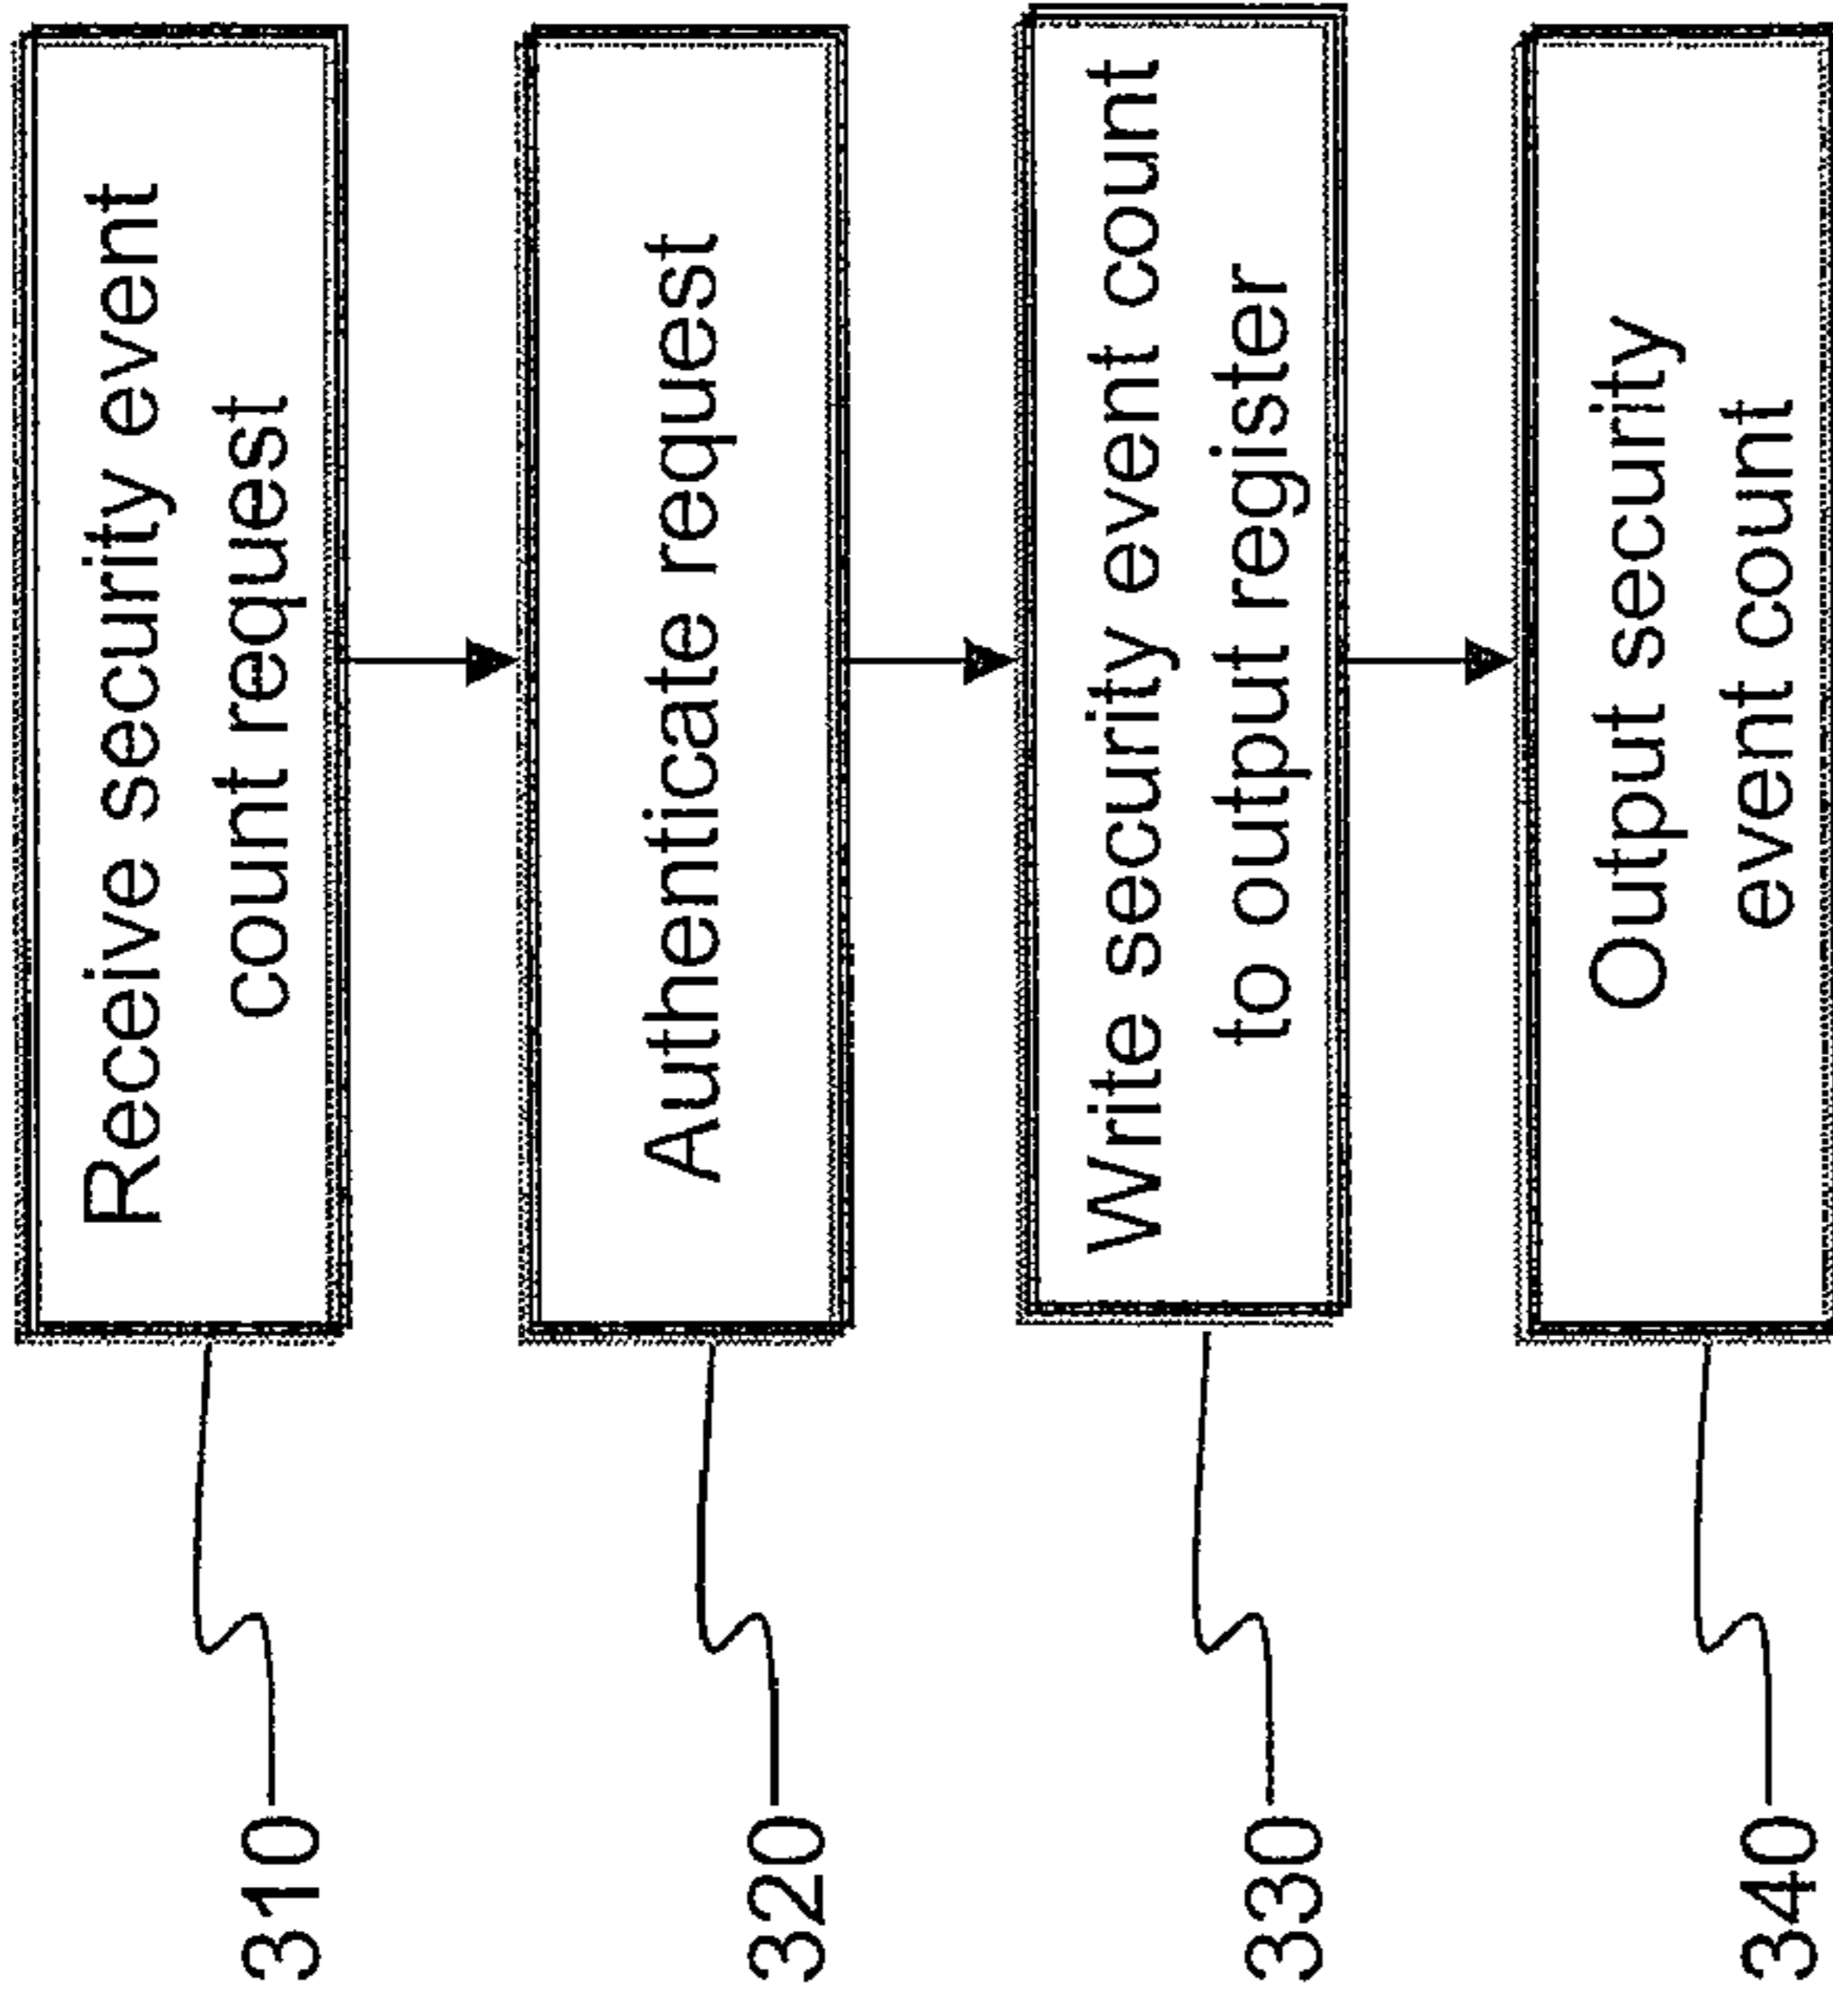 310
Receive security event
count request
320
Authenticate request
330
Write security event count
to output register
340
Output security
event count